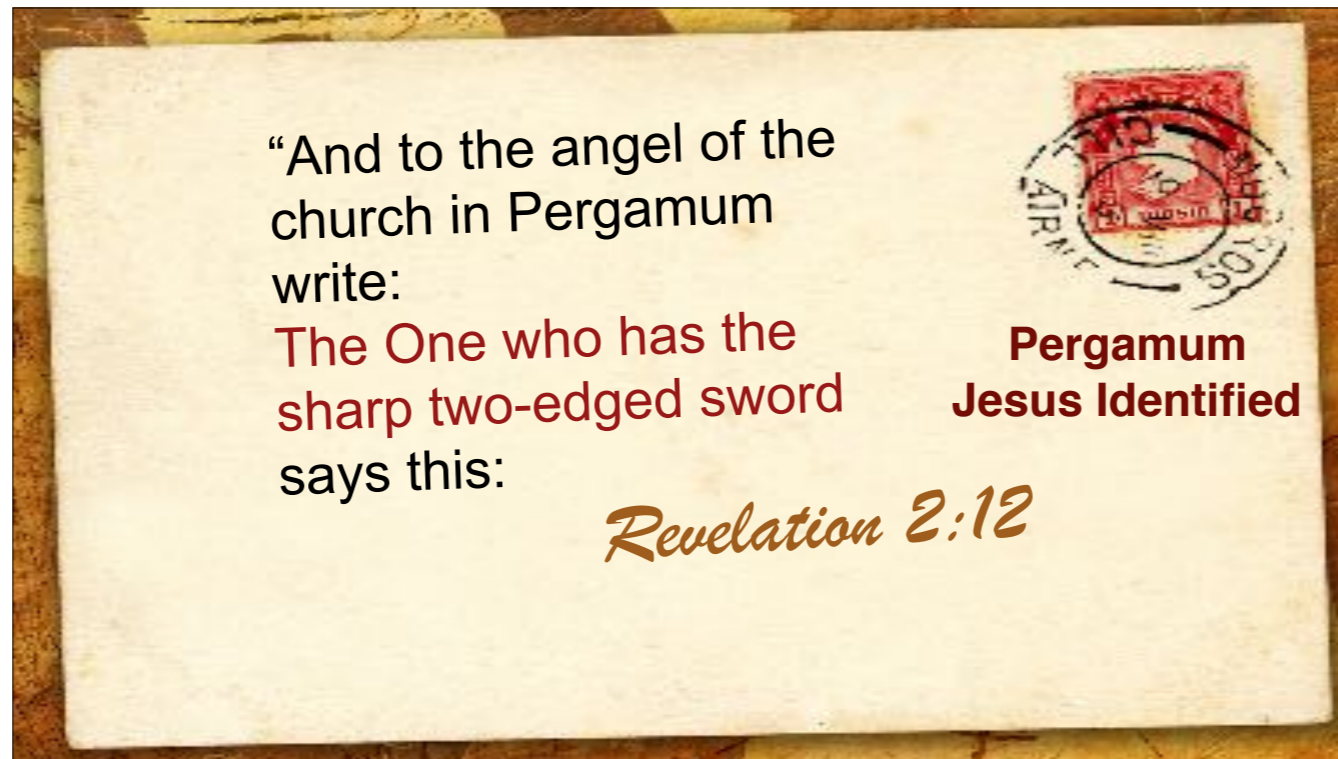 “And to the angel of the
church in Pergamum
write:
The One who has the
sharp two-edged sword
says this:
Revelation 2:12
Pergamum
Jesus Identified